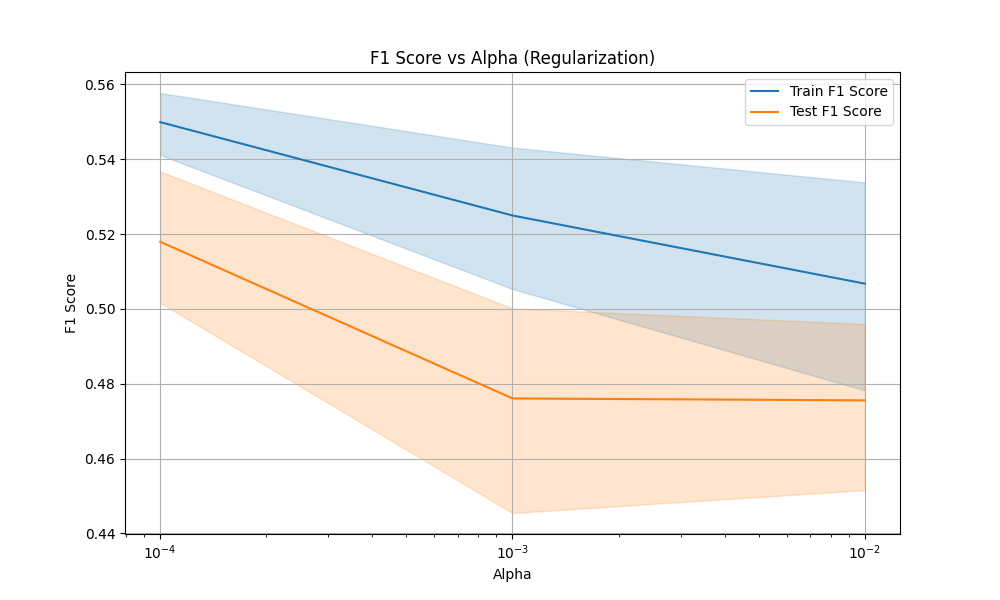 F1 Score vs Alpha (Regularization)
Train F1 Score
Test F1 Score
F1 Score
0.56
0.54
0.52
0.50
0.48
0.46
0.44
10⁻⁴
10⁻³
10⁻²
Alpha